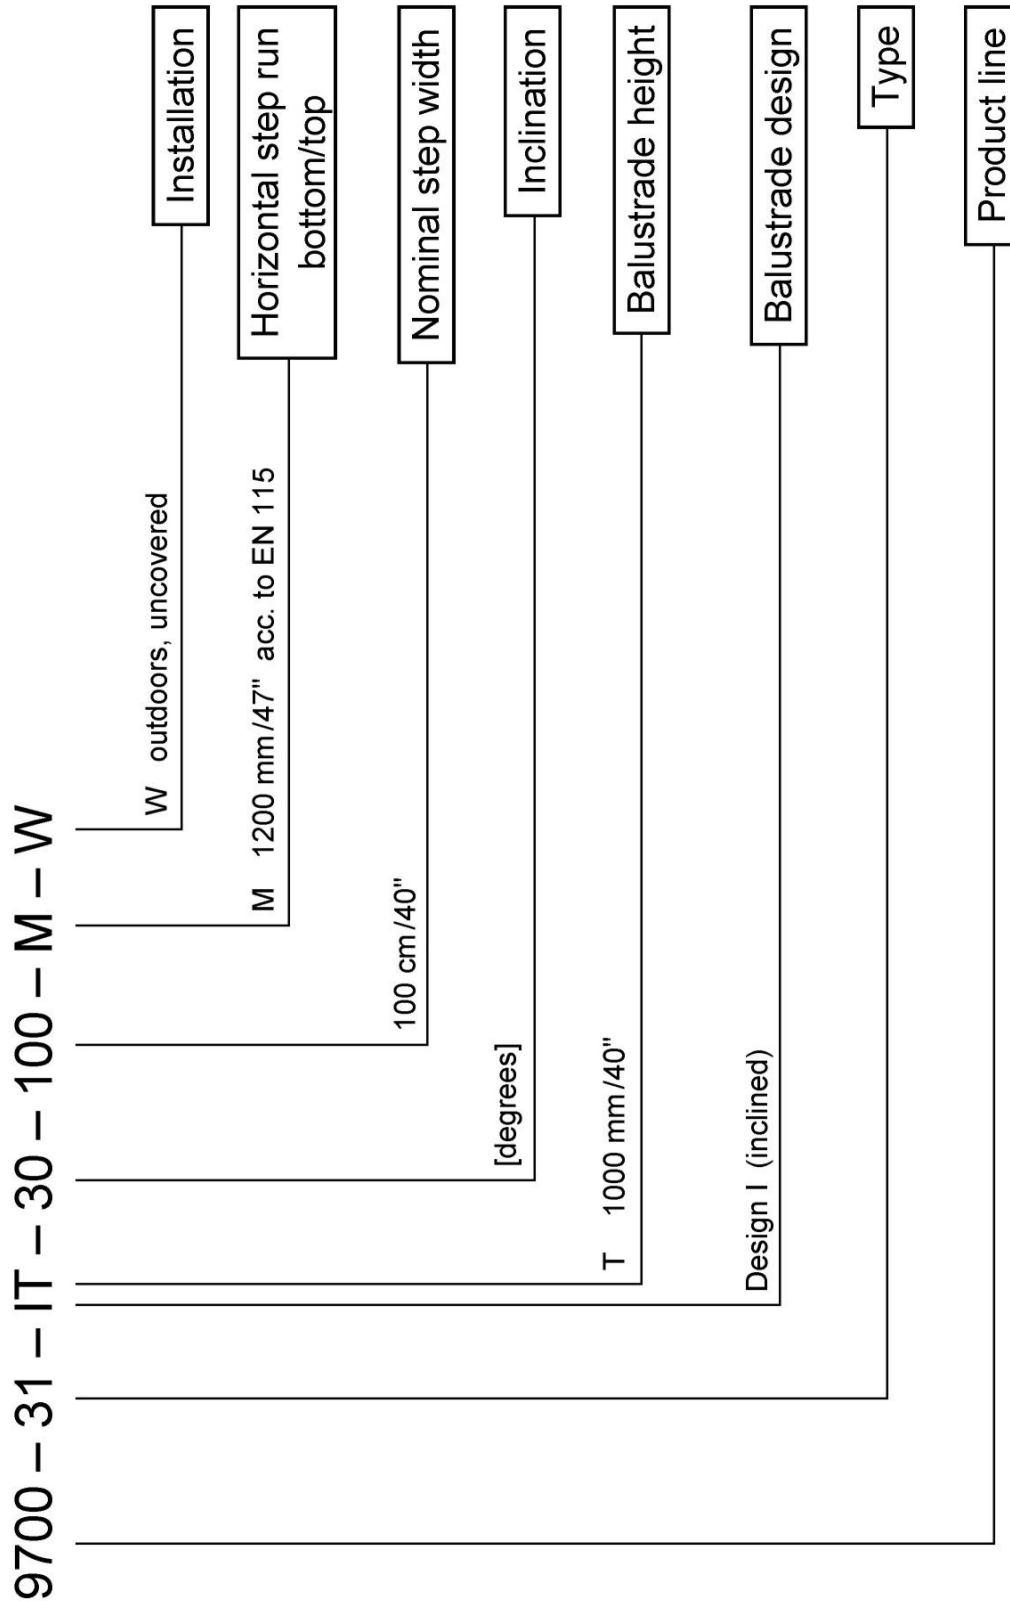 9700 – 31 – IT – 30 – 100 – M – W
W outdoors, uncovered
Installation
M 1200 mm/47" acc. to EN 115
Horizontal step run
bottom/top
100 cm/40"
Nominal step width
[degrees]
Inclination
T 1000 mm/40"
Balustrade height
Design I (inclined)
Balustrade design
Type
Product line